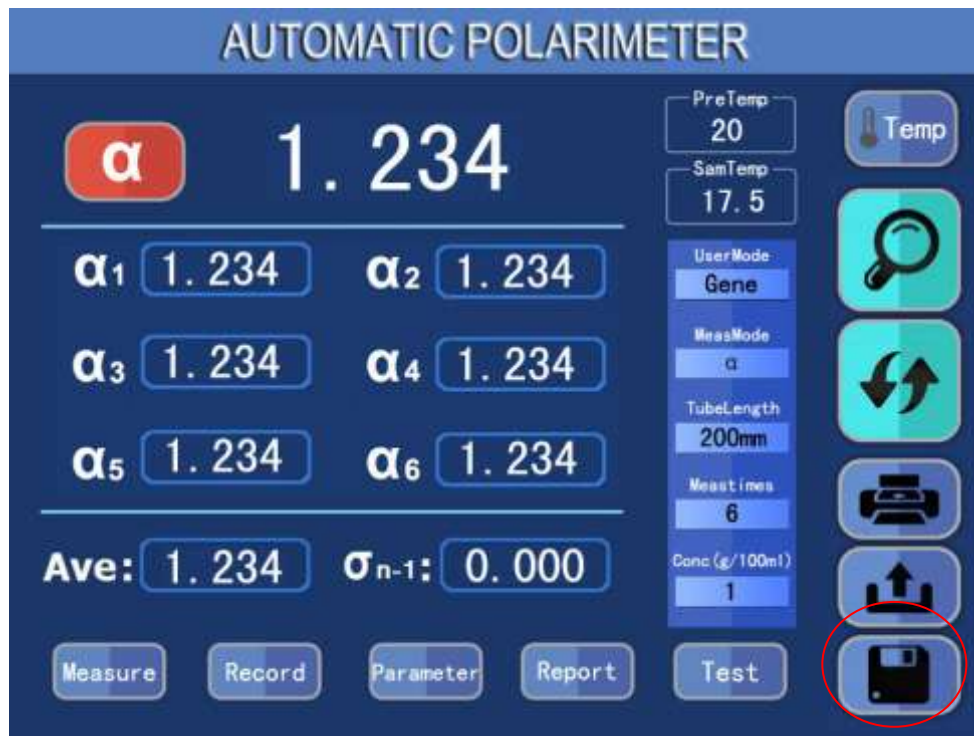 AUTOMATIC POLARIMETER
α 1.234
PreTemp
20
Temp
SamTemp
17.5
α1 1.234 α2 1.234
UserMode
Gene
α3 1.234 α4 1.234
MeasMode
α
TubeLength
200mm
α5 1.234 α6 1.234
Meastimes
6
Ave: 1.234 σn-1: 0.000
Conc(g/100ml)
1
Measure Record Parameter Report Test